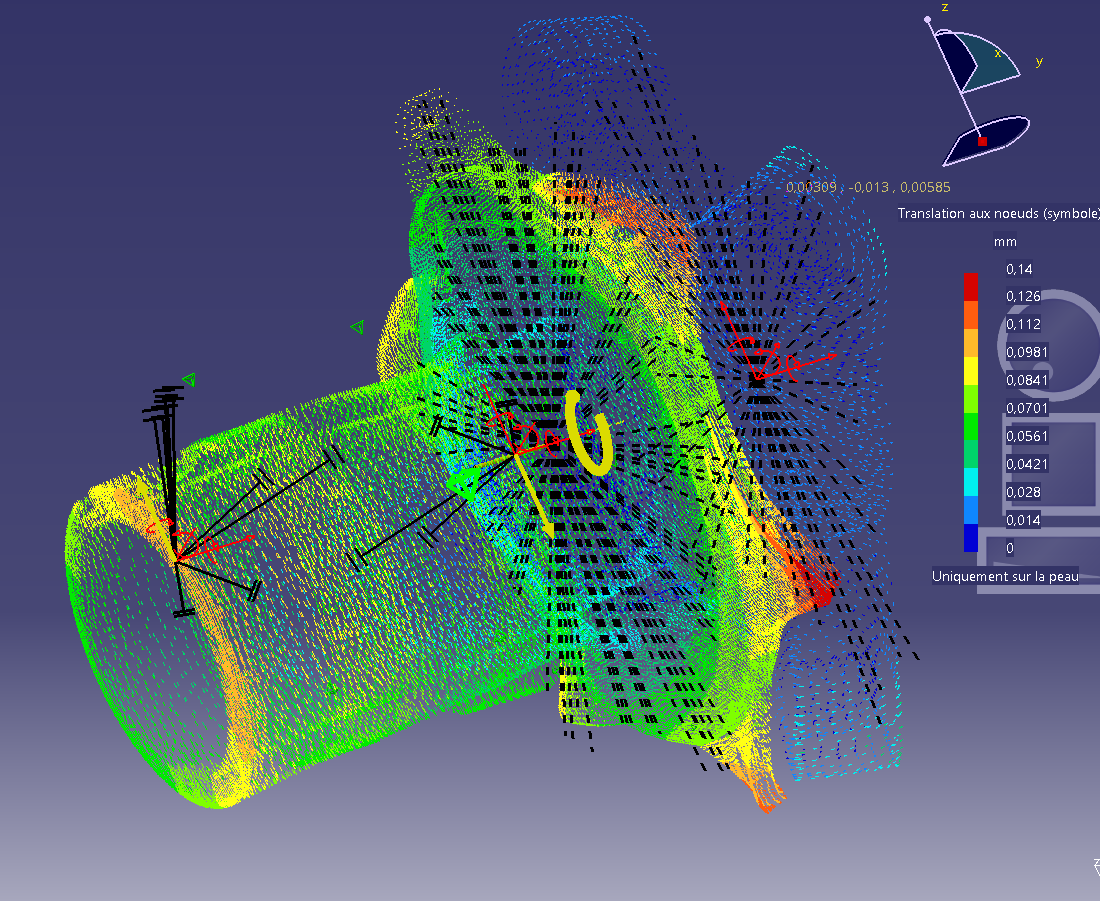 z
x
y
0,00309 , -0,013 , 0,00585
Translation aux noeuds (symbole)
mm
0,14
0,126
0,112
0,0981
0,0841
0,0701
0,0561
0,0421
0,028
0,014
0
Uniquement sur la peau
z